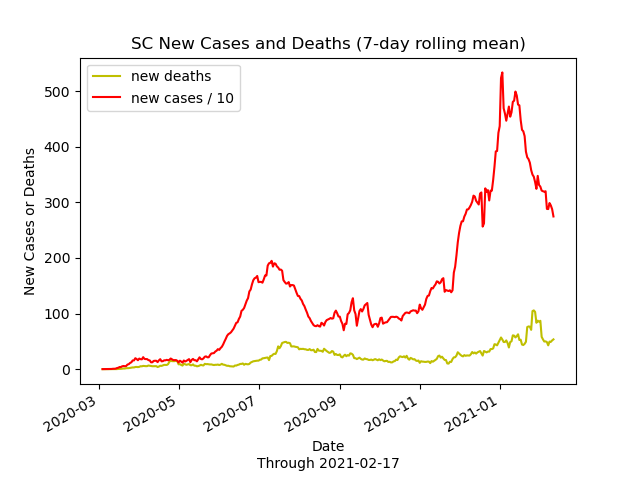 SC New Cases and Deaths (7-day rolling mean)
new deaths
new cases / 10
New Cases or Deaths
500
400
300
200
100
0
2020-03
2020-05
2020-07
2020-09
2020-11
2021-01
Date
Through 2021-02-17